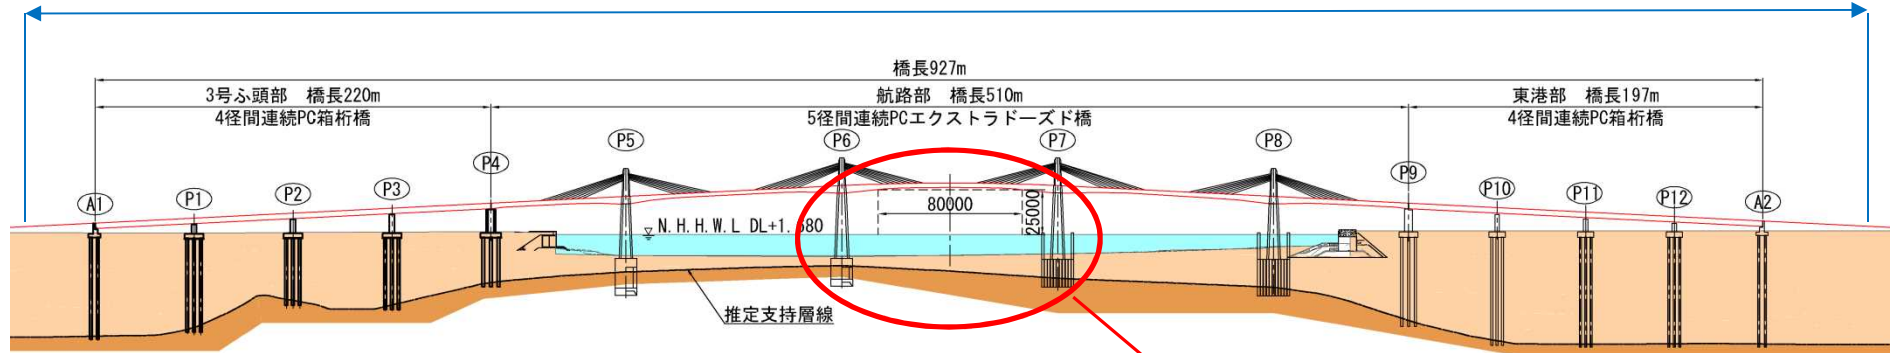 橋長927m
3号ふ頭部 橋長220m
航路部 橋長510m
東港部 橋長197m
4径間連続PC箱桁橋
5径間連続PCエクストラドーズド橋
4径間連続PC箱桁橋
P5
P6
P7
P8
P4
P9
P3
P10
P2
P11
P1
P12
A1
A2
80000
25000
N.H.H.W.L DL+1.680
推定支持層線